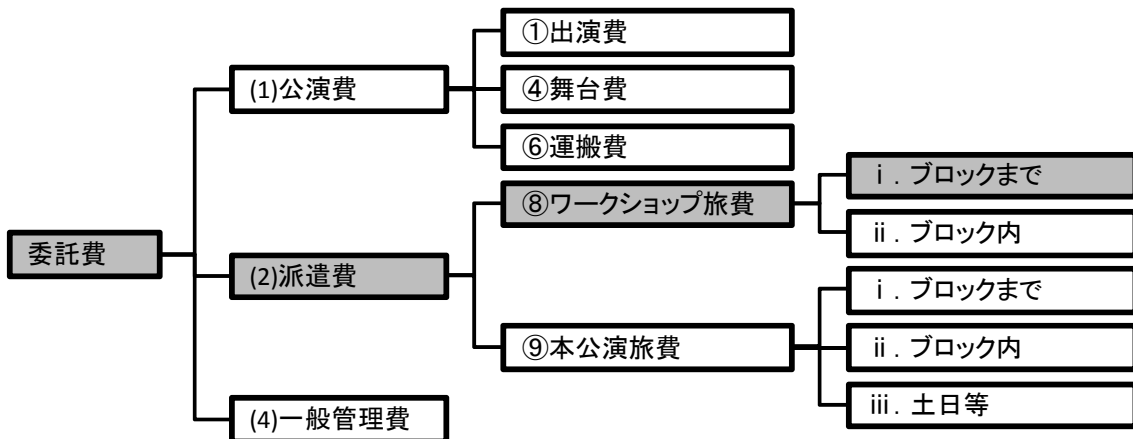 委託費
(1)公演費
①出演費
④舞台費
⑥運搬費
(2)派遣費
⑧ワークショップ旅費
ⅰ．ブロックまで
ⅱ．ブロック内
⑨本公演旅費
ⅰ．ブロックまで
ⅱ．ブロック内
ⅲ．土日等
(4)一般管理費